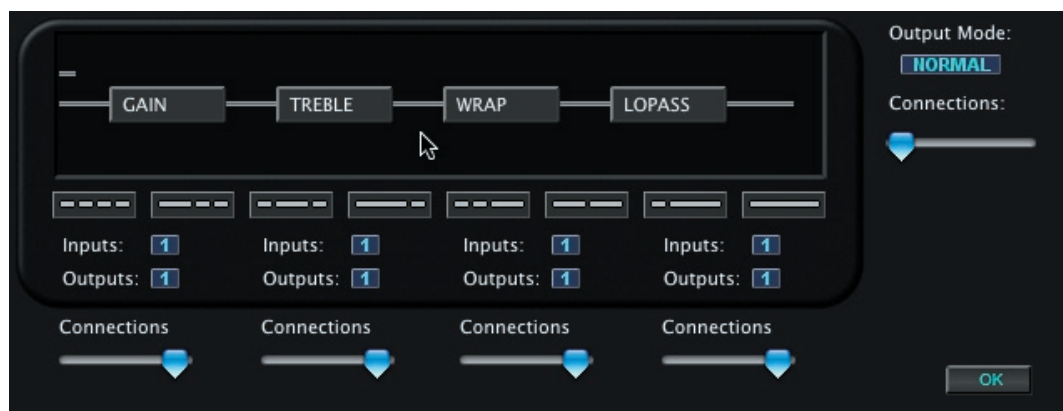 Output Mode:
NORMAL
Connections:
GAIN TREBLE WRAP LOPASS
Inputs: 1 Inputs: 1 Inputs: 1 Inputs: 1
Outputs: 1 Outputs: 1 Outputs: 1 Outputs: 1
Connections Connections Connections Connections
OK